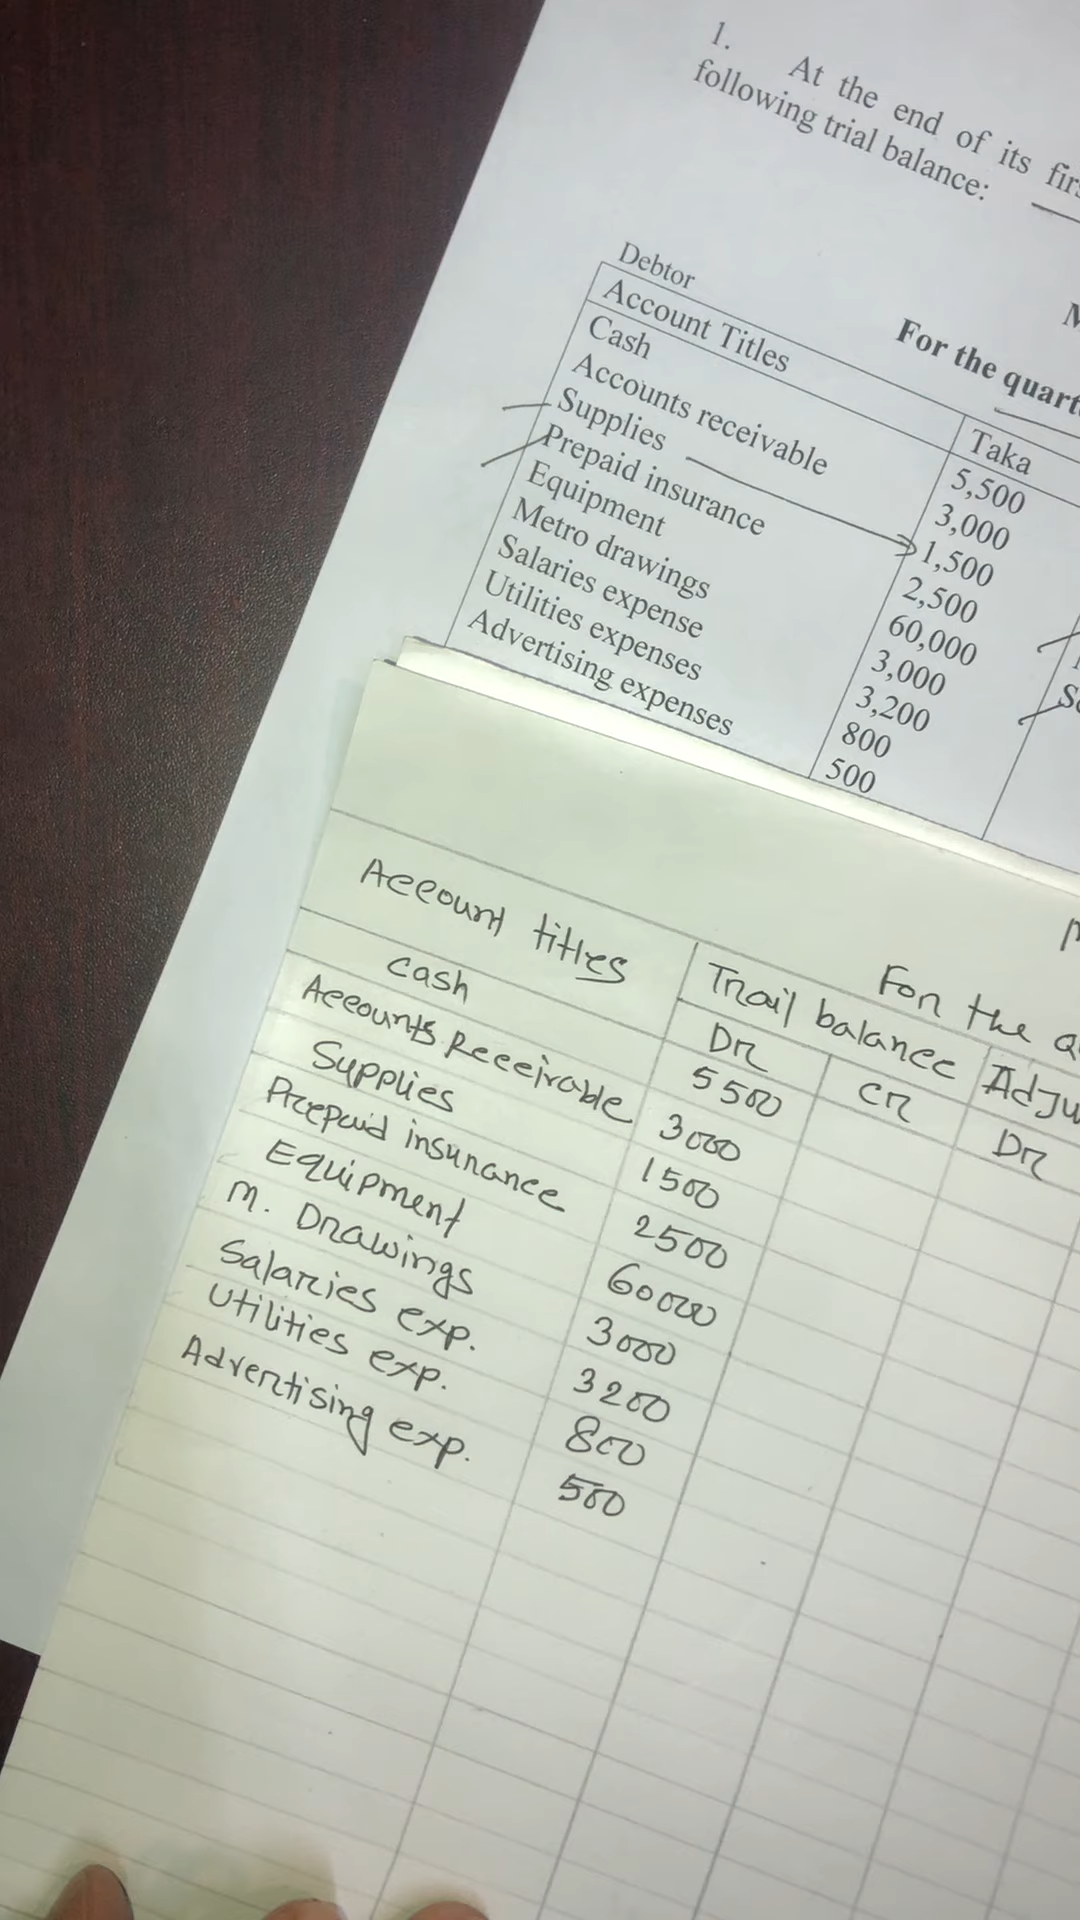 1. At the end of its
following trial balance:
For the
Debtor
Account Titles Taka
Cash 5,500
Accounts receivable 3,000
Supplies 1,500
Prepaid insurance 2,500
Equipment 60,000
Metro drawings 3,000
Salaries expense 3,200
Utilities expenses 800
Advertising expenses 500
For the
Account titles Trail balance
Dr Cr Dr
cash 5500
Accounts Receivable 3000
Supplies 1500
Prepaid insurance 2500
Equipment 60000
M. Drawings 3000
Salaries exp. 3200
Utilities exp. 800
Advertising exp. 500